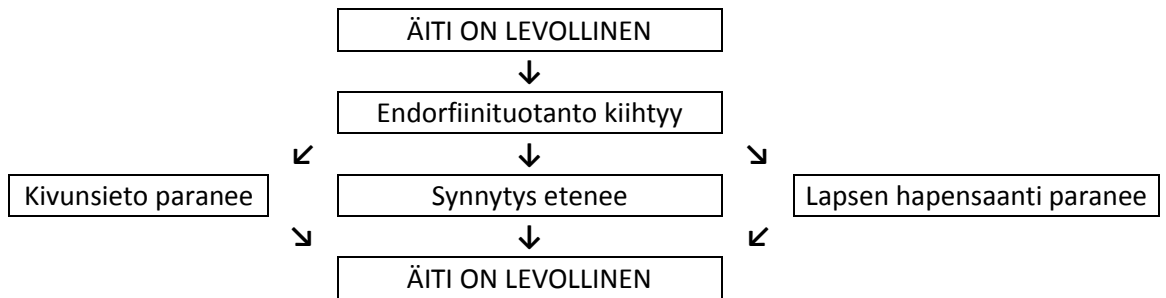 ÄITI ON LEVOLLINEN
Endorfiinituotanto kiihtyy
Kivunsieto paranee
Synnytys etenee
Lapsen hapensaanti paranee
ÄITI ON LEVOLLINEN